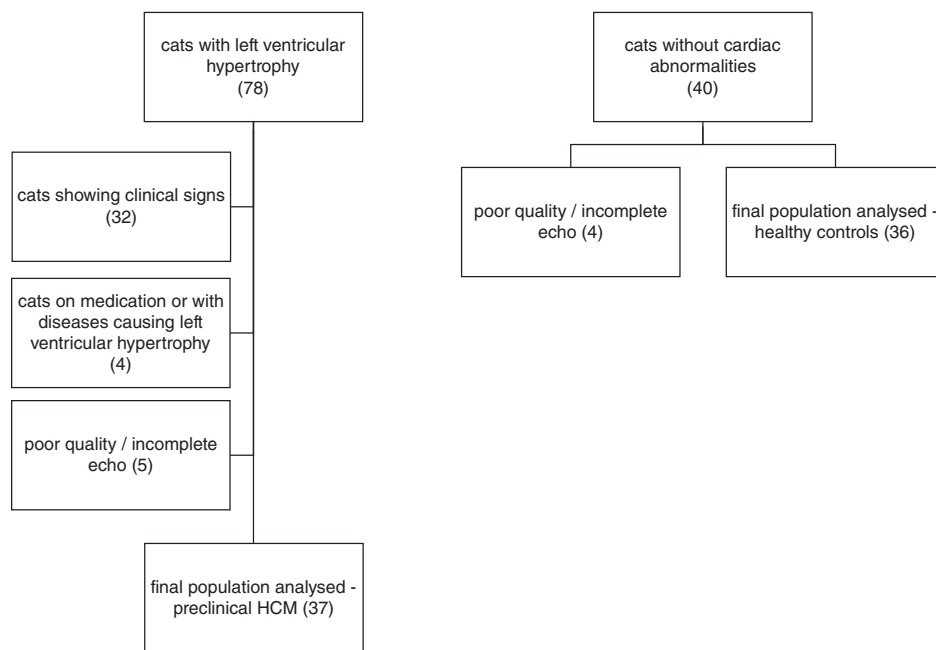 cats with left ventricular
hypertrophy
(78)
cats showing clinical signs
(32)
cats on medication or with
diseases causing left
ventricular hypertrophy
(4)
poor quality / incomplete
echo (5)
final population analysed -
preclinical HCM (37)
cats without cardiac
abnormalities
(40)
poor quality / incomplete
echo (4)
final population analysed -
healthy controls (36)